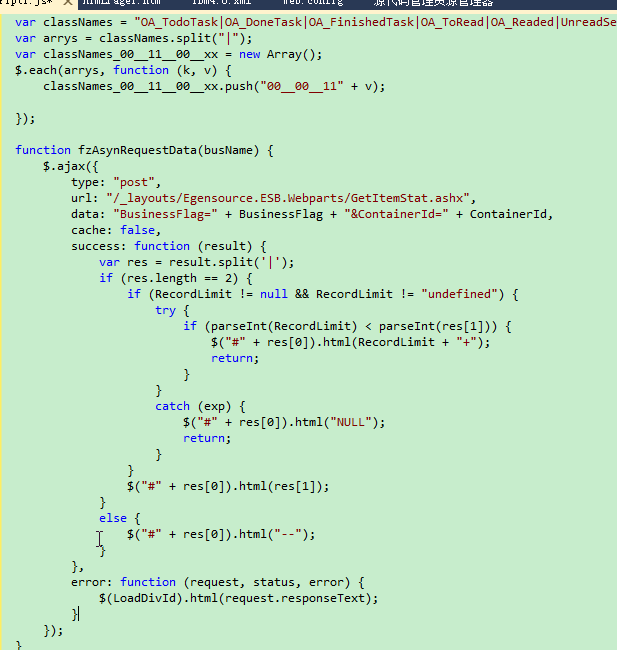 htmlPager.htm web.config 源代码管理资源管理器
var classNames = "OA_TodoTask|OA_DoneTask|OA_FinishedTask|OA_ToRead|OA_Readed|UnreadSe
var arrys = classNames.split("|");
var classNames_00__11__00__xx = new Array();
$.each(arrys, function (k, v) {
classNames_00__11__00__xx.push("00__00__11" + v);
});
function fzAsynRequestData(busName) {
$.ajax({
type: "post",
url: "/_layouts/Egensource.ESB.Webparts/GetItemStat.ashx",
data: "BusinessFlag=" + BusinessFlag + "&ContainerId=" + ContainerId,
cache: false,
success: function (result) {
var res = result.split('|');
if (res.length == 2) {
if (RecordLimit != null && RecordLimit != "undefined") {
try {
if (parseInt(RecordLimit) < parseInt(res[1])) {
$("#" + res[0]).html(RecordLimit + "+");
return;
}
}
catch (exp) {
$("#" + res[0]).html("NULL");
return;
}
}
$("#" + res[0]).html(res[1]);
}
else {
$("#" + res[0]).html("--");
}
},
error: function (request, status, error) {
$(LoadDivId).html(request.responseText);
}
});
}